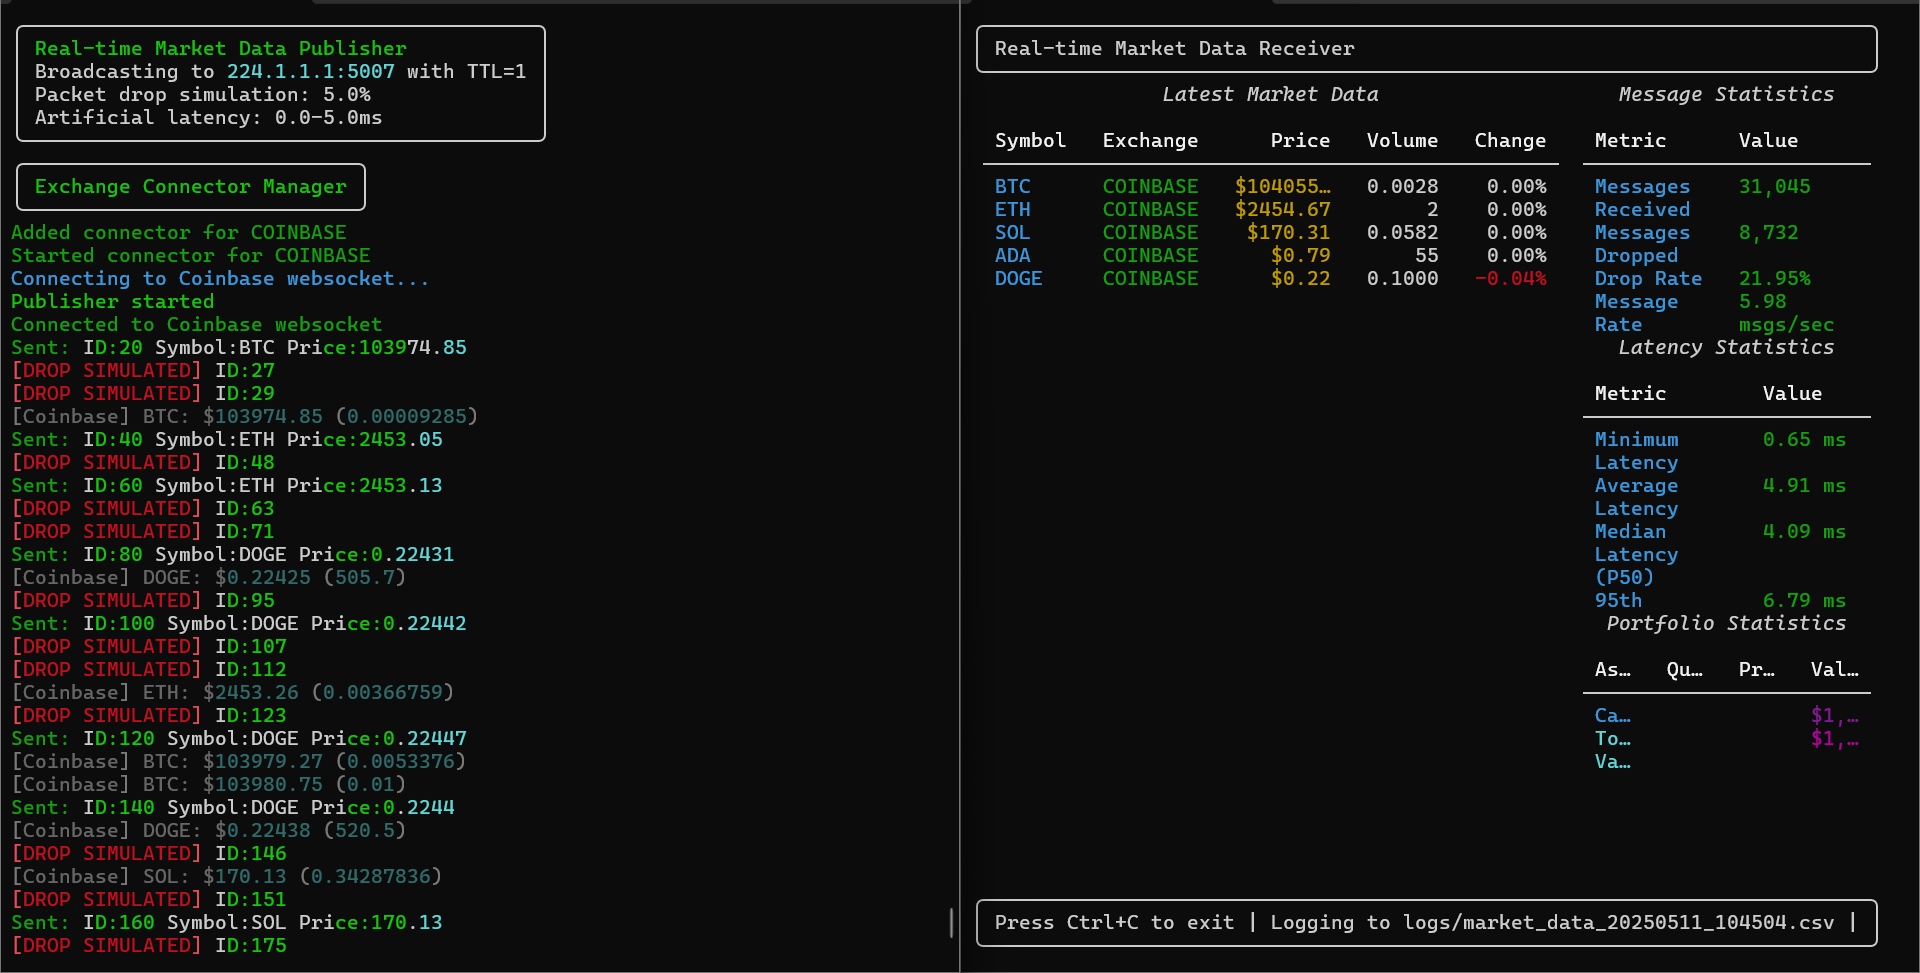 Real-time Market Data Publisher
Broadcasting to 224.1.1.1:5007 with TTL=1
Packet drop simulation: 5.0%
Artificial latency: 0.0-5.0ms
Exchange Connector Manager
Added connector for COINBASE
Started connector for COINBASE
Connecting to Coinbase websocket...
Publisher started
Connected to Coinbase websocket
Sent: ID:20 Symbol:BTC Price:103974.85
[DROP SIMULATED] ID:27
[DROP SIMULATED] ID:29
[Coinbase] BTC: $103974.85 (0.00009285)
Sent: ID:40 Symbol:ETH Price:2453.05
[DROP SIMULATED] ID:48
Sent: ID:60 Symbol:ETH Price:2453.13
[DROP SIMULATED] ID:63
[DROP SIMULATED] ID:71
Sent: ID:80 Symbol:DOGE Price:0.22431
[Coinbase] DOGE: $0.22425 (505.7)
[DROP SIMULATED] ID:95
Sent: ID:100 Symbol:DOGE Price:0.22442
[DROP SIMULATED] ID:107
[DROP SIMULATED] ID:112
[Coinbase] ETH: $2453.26 (0.00366759)
[DROP SIMULATED] ID:123
Sent: ID:120 Symbol:DOGE Price:0.22447
[Coinbase] BTC: $103979.27 (0.0053376)
[Coinbase] BTC: $103980.75 (0.01)
Sent: ID:140 Symbol:DOGE Price:0.2244
[Coinbase] DOGE: $0.22438 (520.5)
[DROP SIMULATED] ID:146
[Coinbase] SOL: $170.13 (0.34287836)
[DROP SIMULATED] ID:151
Sent: ID:160 Symbol:SOL Price:170.13
[DROP SIMULATED] ID:175
Real-time Market Data Receiver
Latest Market Data
Symbol Exchange Price Volume Change
BTC COINBASE $104055… 0.0028 0.00%
ETH COINBASE $2454.67 2 0.00%
SOL COINBASE $170.31 0.0582 0.00%
ADA COINBASE $0.79 55 0.00%
DOGE COINBASE $0.22 0.1000 -0.04%
Message Statistics
Metric Value
Messages 31,045
Received
Messages 8,732
Dropped
Drop Rate 21.95%
Message 5.98
Rate msgs/sec
Latency Statistics
Metric Value
Minimum 0.65 ms
Latency
Average 4.91 ms
Latency
Median 4.09 ms
Latency
(P50)
95th 6.79 ms
Portfolio Statistics
As… Qu… Pr… Val…
Ca… $1,…
To… $1,…
Va…
Press Ctrl+C to exit | Logging to logs/market_data_20250511_104504.csv |